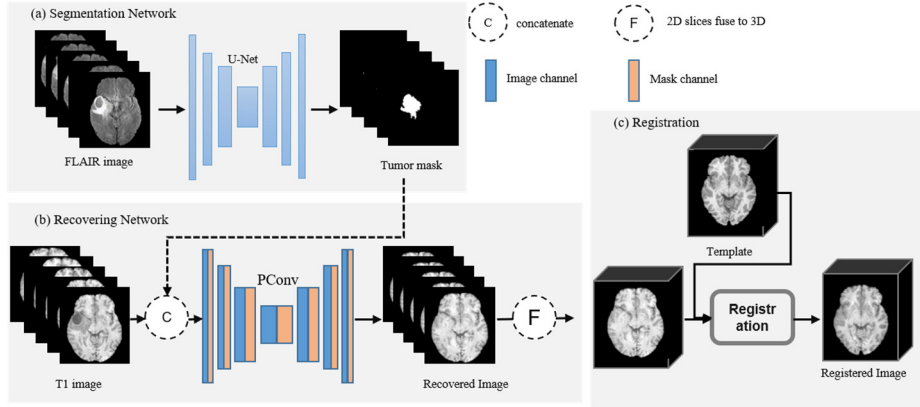 (a) Segmentation Network
U-Net
FLAIR image
Tumor mask
C
concatenate
F
2D slices fuse to 3D
Image channel
Mask channel
(b) Recovering Network
C
PConv
F
T1 image
Recovered Image
(c) Registration
Template
Registr
ation
Registered Image